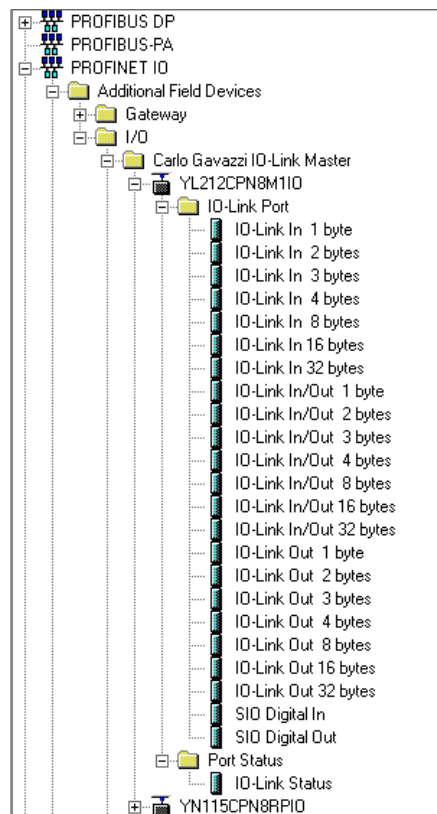 PROFIBUS DP
PROFIBUS-PA
PROFINET IO
Additional Field Devices
Gateway
I/O
Carlo Gavazzi IO-Link Master
YL212CPN8M1IO
IO-Link Port
IO-Link In  1 byte
IO-Link In  2 bytes
IO-Link In  3 bytes
IO-Link In  4 bytes
IO-Link In  8 bytes
IO-Link In 16 bytes
IO-Link In 32 bytes
IO-Link In/Out  1 byte
IO-Link In/Out  2 bytes
IO-Link In/Out  3 bytes
IO-Link In/Out  4 bytes
IO-Link In/Out  8 bytes
IO-Link In/Out 16 bytes
IO-Link In/Out 32 bytes
IO-Link Out  1 byte
IO-Link Out  2 bytes
IO-Link Out  3 bytes
IO-Link Out  4 bytes
IO-Link Out  8 bytes
IO-Link Out 16 bytes
IO-Link Out 32 bytes
SIO Digital In
SIO Digital Out
Port Status
IO-Link Status
YN115CPN8RPIO